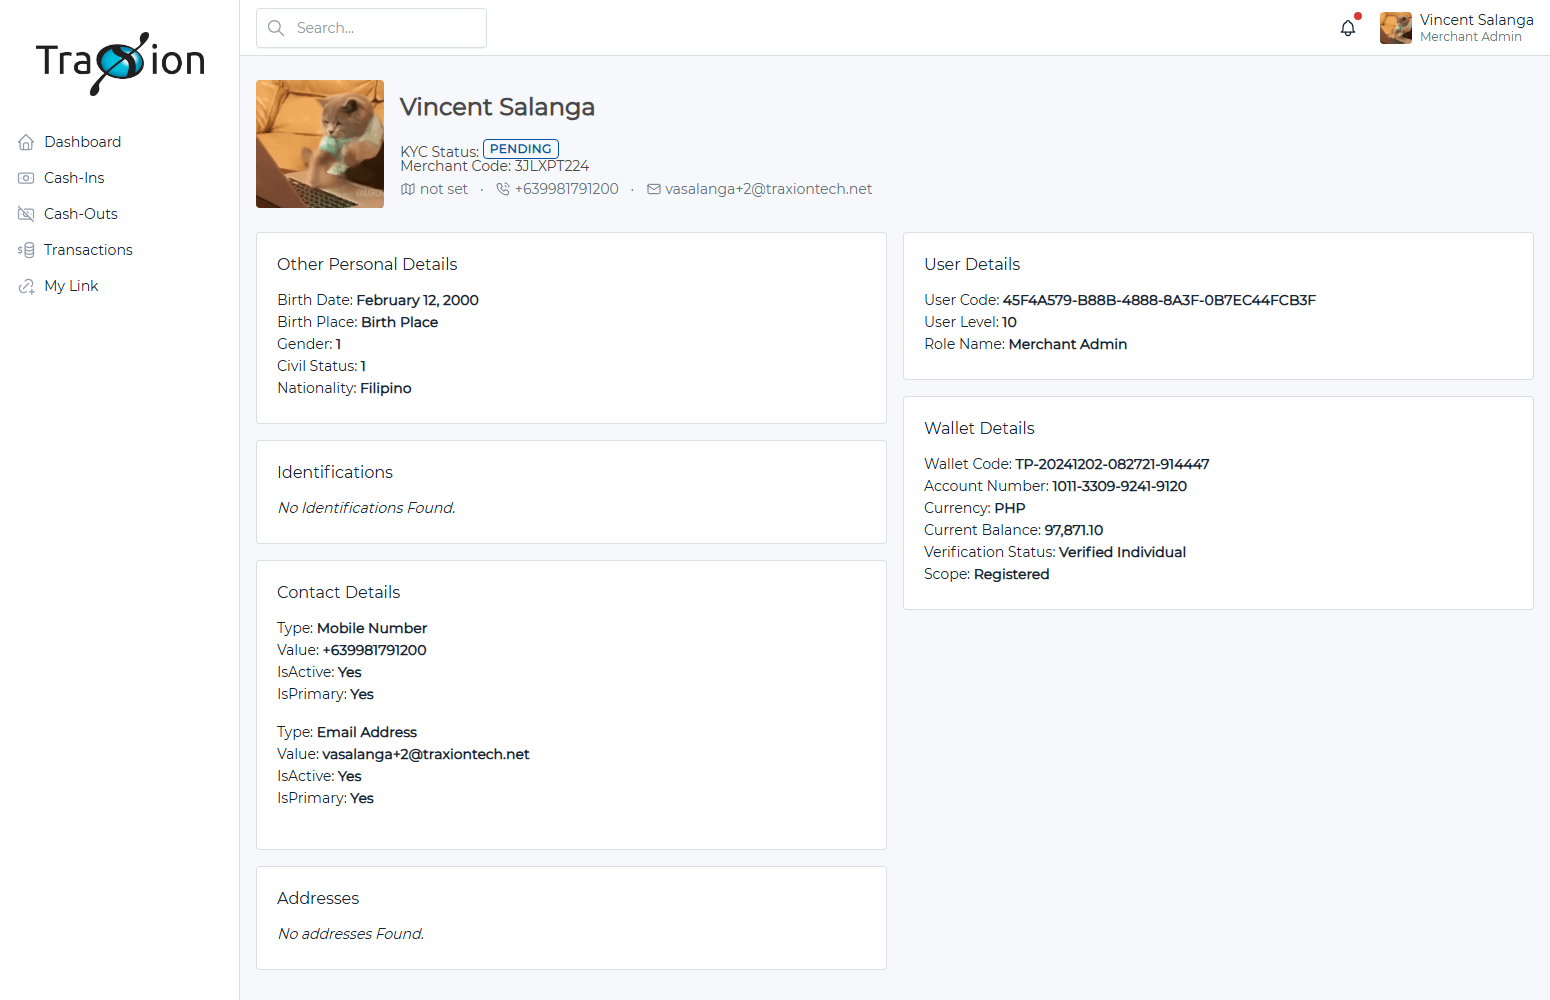 Traxion
Search...
Vincent Salanga
Merchant Admin
Dashboard
Cash-Ins
Cash-Outs
Transactions
My Link
Vincent Salanga
KYC Status: PENDING
Merchant Code: 3JLXPT224
not set · +639981791200 · vasalanga+2@traxiontech.net
Other Personal Details
Birth Date: February 12, 2000
Birth Place: Birth Place
Gender: 1
Civil Status: 1
Nationality: Filipino
Identifications
No Identifications Found.
Contact Details
Type: Mobile Number
Value: +639981791200
IsActive: Yes
IsPrimary: Yes
Type: Email Address
Value: vasalanga+2@traxiontech.net
IsActive: Yes
IsPrimary: Yes
Addresses
No addresses Found.
User Details
User Code: 45F4A579-B88B-4888-8A3F-0B7EC44FCB3F
User Level: 10
Role Name: Merchant Admin
Wallet Details
Wallet Code: TP-20241202-082721-914447
Account Number: 1011-3309-9241-9120
Currency: PHP
Current Balance: 97,871.10
Verification Status: Verified Individual
Scope: Registered